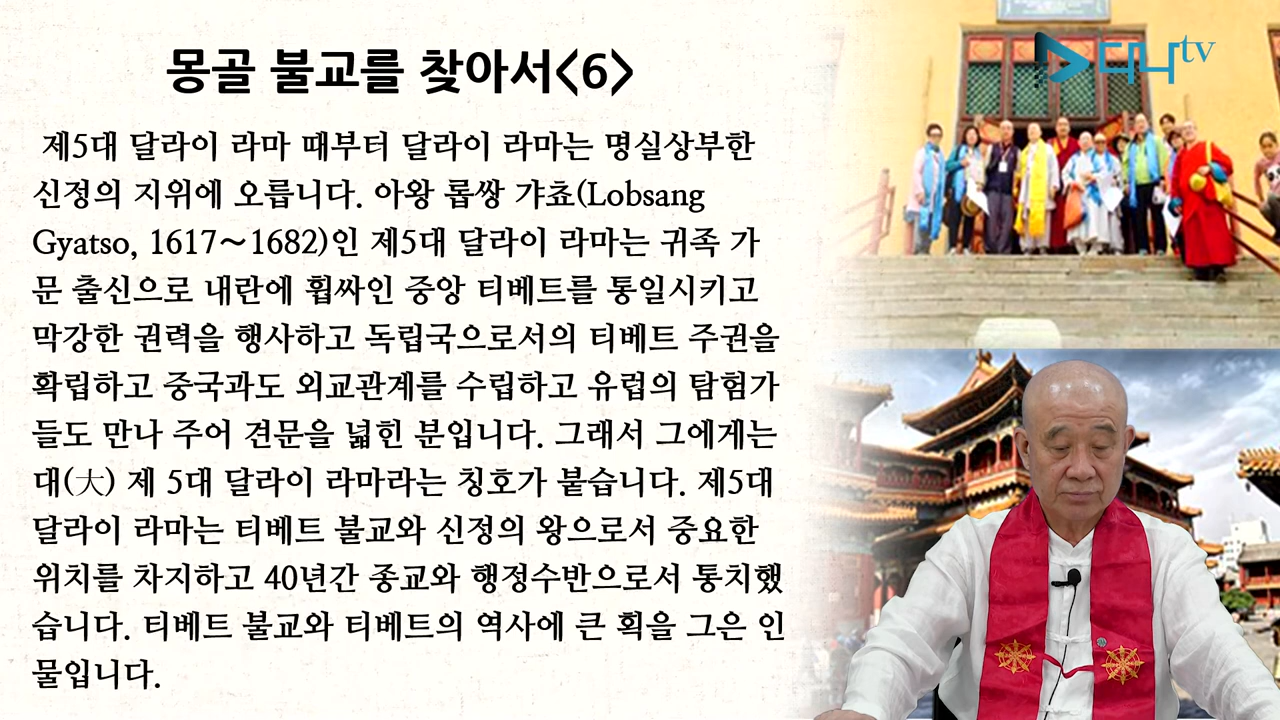 몽골 불교를 찾아서<6>
다나tv
제5대 달라이 라마 때부터 달라이 라마는 명실상부한
신정의 지위에 오릅니다. 아왕 롭쌍 갸쵸(Lobsang
Gyatso, 1617~1682)인 제5대 달라이 라마는 귀족 가
문 출신으로 내란에 휩싸인 중앙 티베트를 통일시키고
막강한 권력을 행사하고 독립국으로서의 티베트 주권을
확립하고 중국과도 외교관계를 수립하고 유럽의 탐험가
들도 만나 주어 견문을 넓힌 분입니다. 그래서 그에게는
대(大) 제 5대 달라이 라마라는 칭호가 붙습니다. 제5대
달라이 라마는 티베트 불교와 신정의 왕으로서 중요한
위치를 차지하고 40년간 종교와 행정수반으로서 통치했
습니다. 티베트 불교와 티베트의 역사에 큰 획을 그은 인
물입니다.